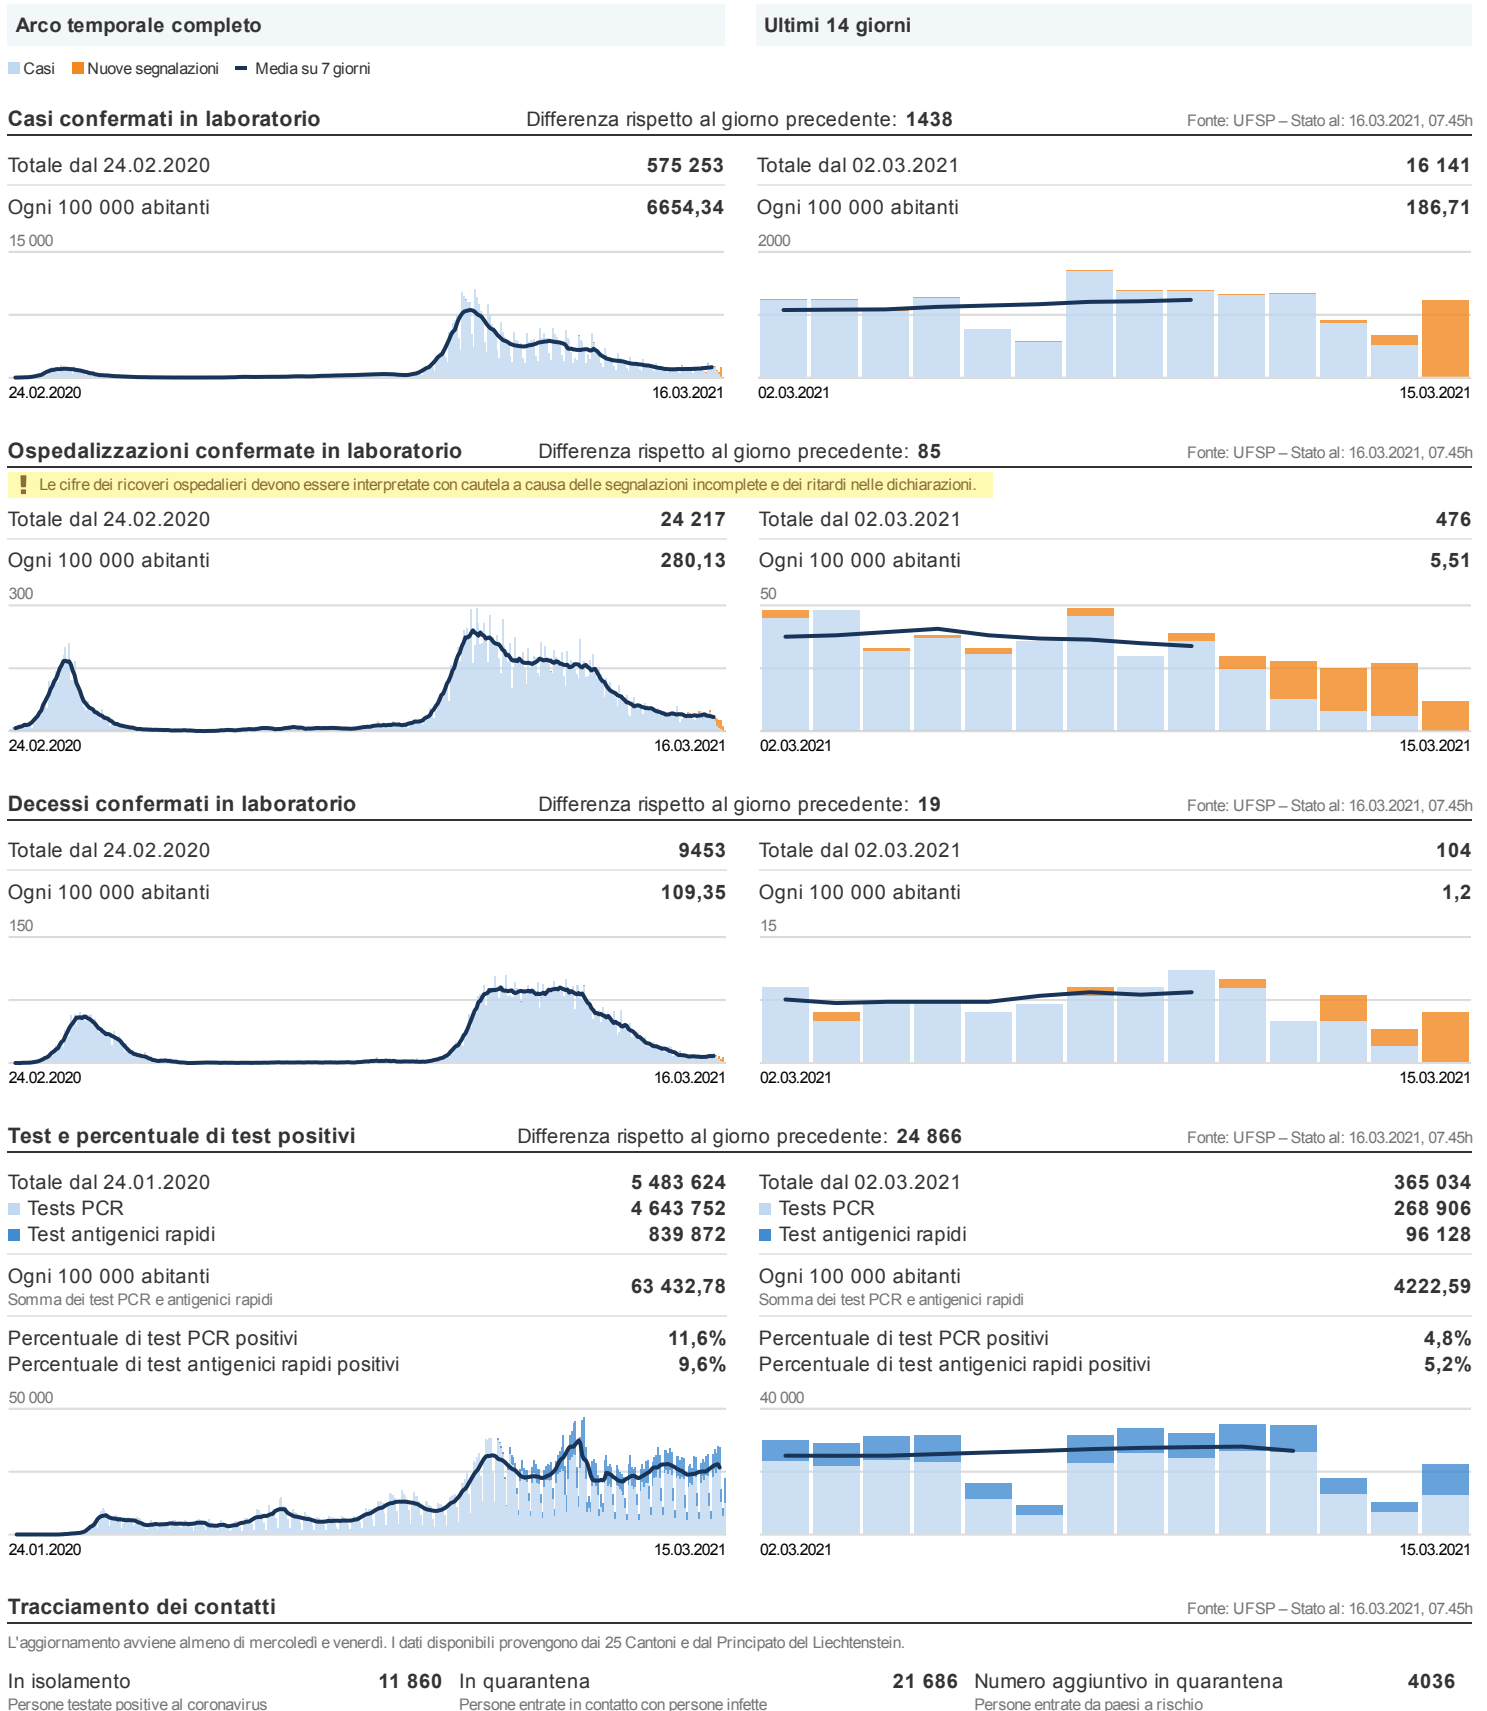 Arco temporale completo
Ultimi 14 giorni
Casi Nuove segnalazioni Media su 7 giorni
Casi confermati in laboratorio Differenza rispetto al giorno precedente: 1438 Fonte: UFSP – Stato al: 16.03.2021, 07.45h
Totale dal 24.02.2020 575 253
Ogni 100 000 abitanti 6654,34
15 000
24.02.2020 16.03.2021
Totale dal 02.03.2021 16 141
Ogni 100 000 abitanti 186,71
2000
02.03.2021 15.03.2021
Ospedalizzazioni confermate in laboratorio Differenza rispetto al giorno precedente: 85 Fonte: UFSP – Stato al: 16.03.2021, 07.45h
! Le cifre dei ricoveri ospedalieri devono essere interpretate con cautela a causa delle segnalazioni incomplete e dei ritardi nelle dichiarazioni.
Totale dal 24.02.2020 24 217
Ogni 100 000 abitanti 280,13
300
24.02.2020 16.03.2021
Totale dal 02.03.2021 476
Ogni 100 000 abitanti 5,51
50
02.03.2021 15.03.2021
Decessi confermati in laboratorio Differenza rispetto al giorno precedente: 19 Fonte: UFSP – Stato al: 16.03.2021, 07.45h
Totale dal 24.02.2020 9453
Ogni 100 000 abitanti 109,35
150
24.02.2020 16.03.2021
Totale dal 02.03.2021 104
Ogni 100 000 abitanti 1,2
15
02.03.2021 15.03.2021
Test e percentuale di test positivi Differenza rispetto al giorno precedente: 24 866 Fonte: UFSP – Stato al: 16.03.2021, 07.45h
Totale dal 24.01.2020 5 483 624
Tests PCR 4 643 752
Test antigenici rapidi 839 872
Ogni 100 000 abitanti 63 432,78
Somma dei test PCR e antigenici rapidi
Percentuale di test PCR positivi 11,6%
Percentuale di test antigenici rapidi positivi 9,6%
50 000
24.01.2020 15.03.2021
Totale dal 02.03.2021 365 034
Tests PCR 268 906
Test antigenici rapidi 96 128
Ogni 100 000 abitanti 4222,59
Somma dei test PCR e antigenici rapidi
Percentuale di test PCR positivi 4,8%
Percentuale di test antigenici rapidi positivi 5,2%
40 000
02.03.2021 15.03.2021
Tracciamento dei contatti Fonte: UFSP – Stato al: 16.03.2021, 07.45h
L'aggiornamento avviene almeno di mercoledì e venerdì. I dati disponibili provengono dai 25 Cantoni e dal Principato del Liechtenstein.
In isolamento 11 860
Persone testate positive al coronavirus
In quarantena 21 686
Persone entrate in contatto con persone infette
Numero aggiuntivo in quarantena 4036
Persone entrate da paesi a rischio